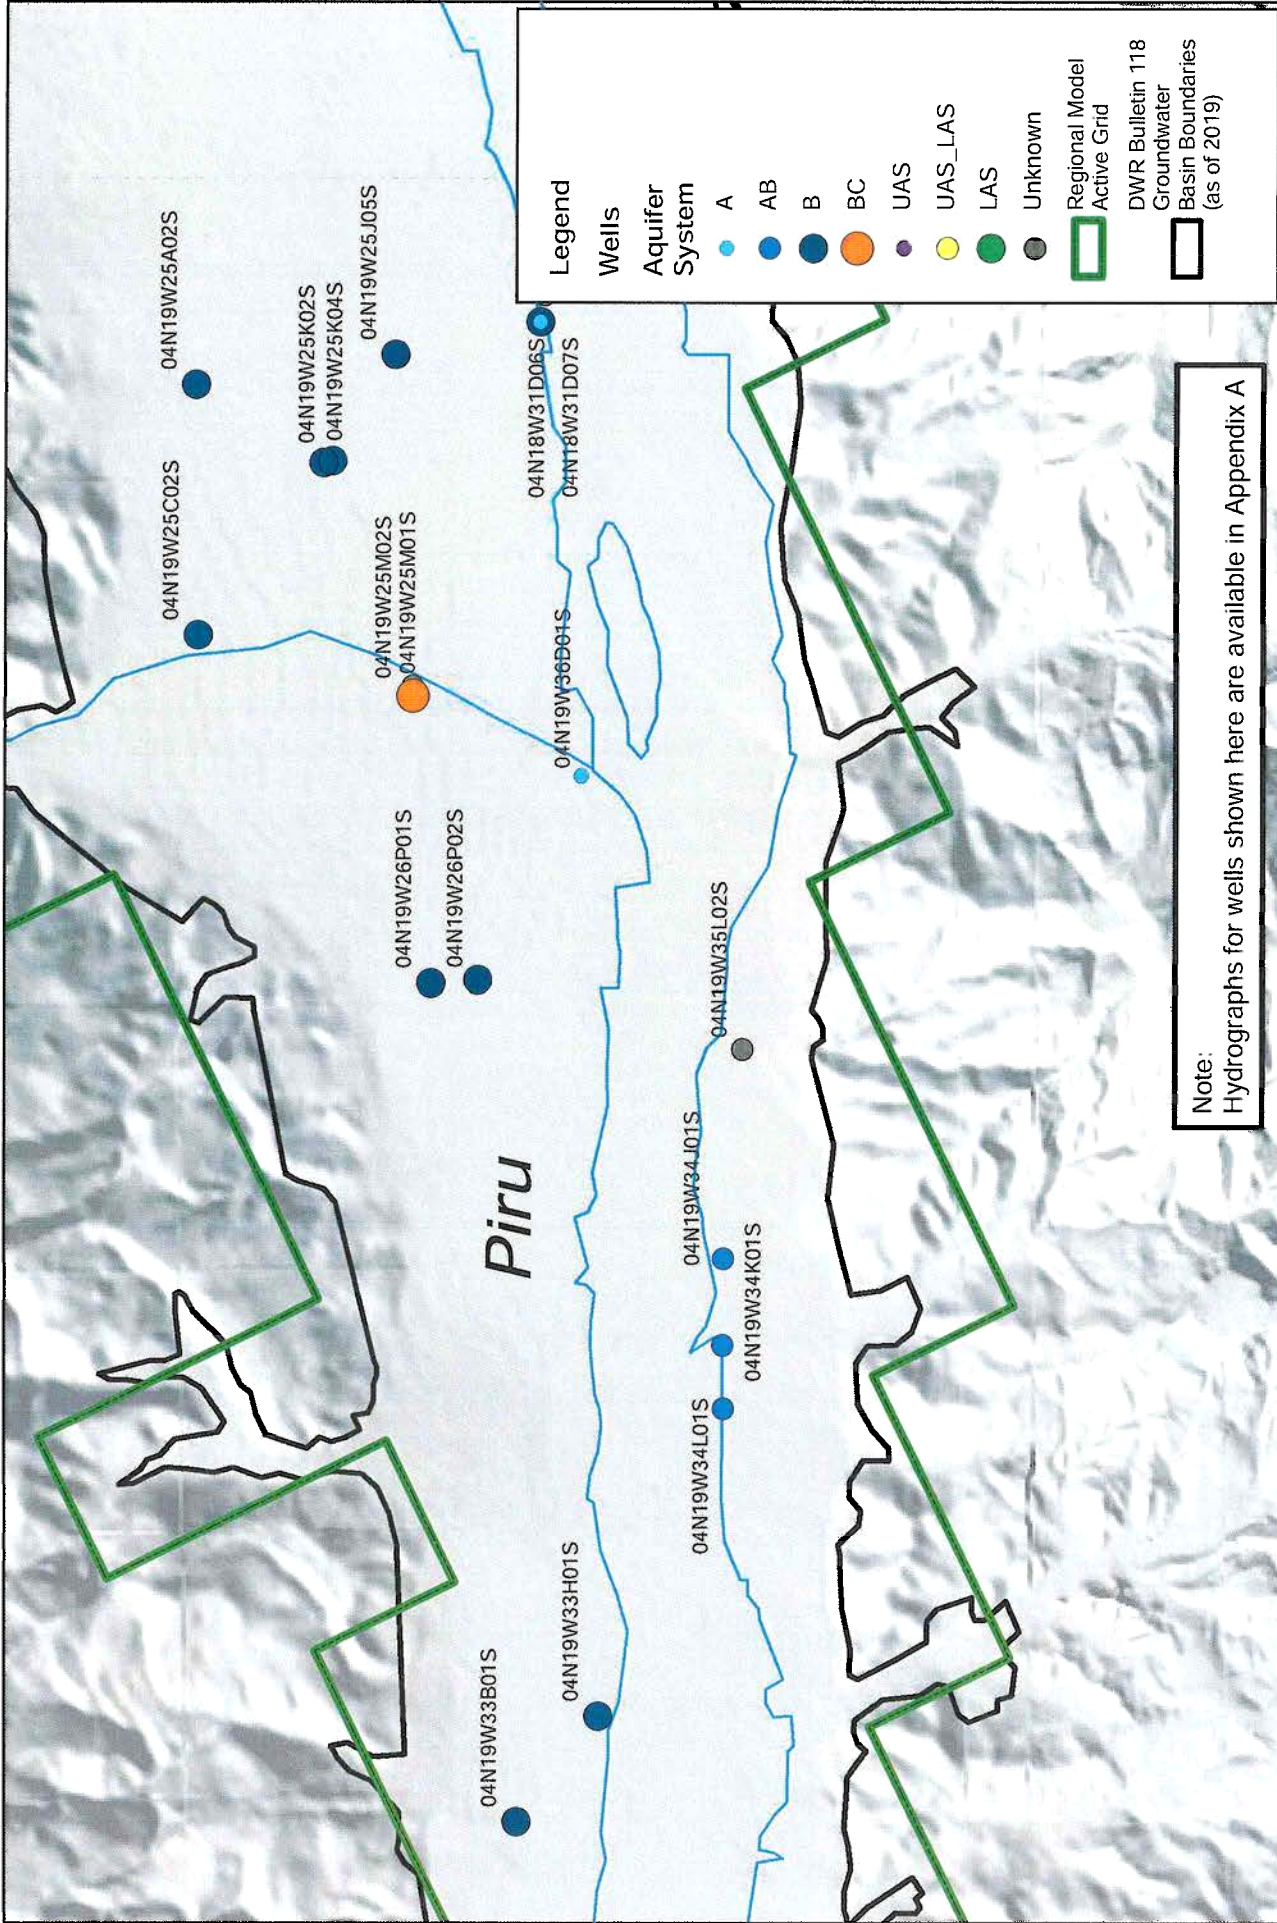 04N19W25A02S
04N19W25C02S
04N19W25K02S
04N19W25K04S
04N19W25J05S
04N19W25M02S
04N19W25M01S
04N18W31D06S
04N18W31D07S
04N19W36D01S
04N19W26P01S
04N19W26P02S
Piru
04N19W35L02S
04N19W34J01S
04N19W34K01S
04N19W34L01S
04N19W33H01S
04N19W33B01S
Legend
Wells
Aquifer
System
A
AB
B
BC
UAS
UAS_LAS
LAS
Unknown
Regional Model
Active Grid
DWR Bulletin 118
Groundwater
Basin Boundaries
(as of 2019)
Note:
Hydrographs for wells shown here are available in Appendix A